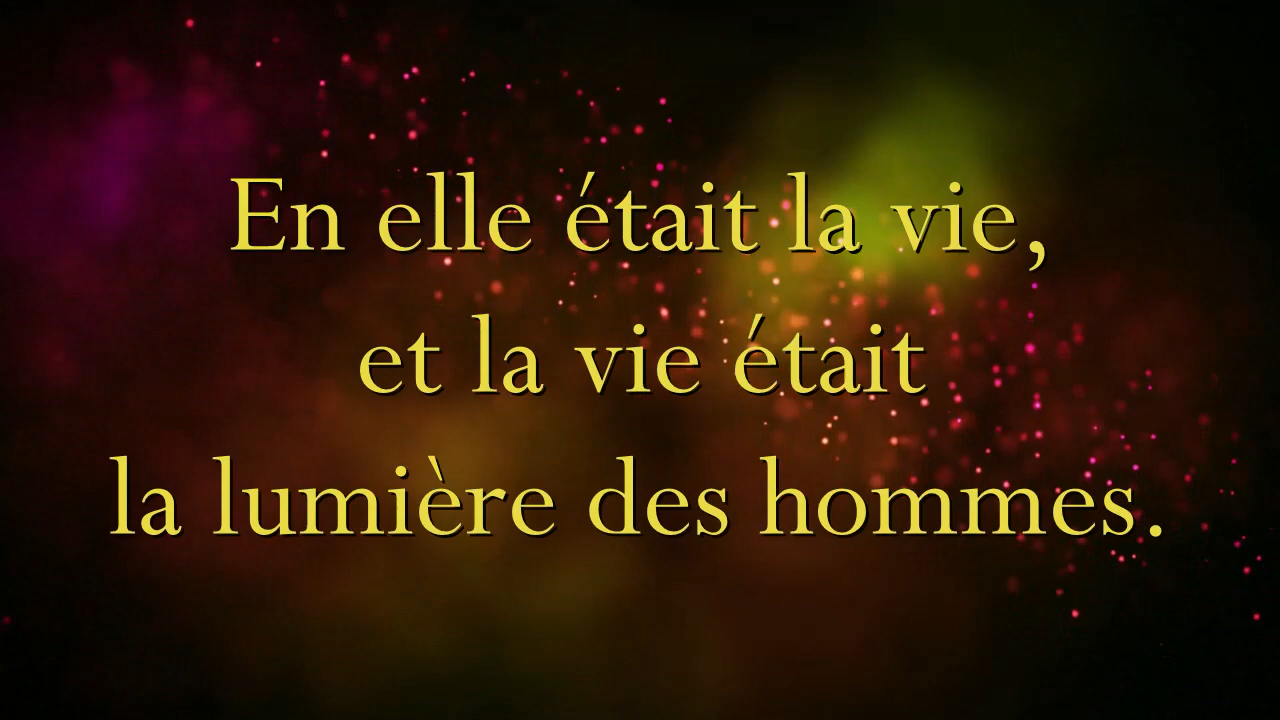 En elle était la vie,
et la vie était
la lumière des hommes.